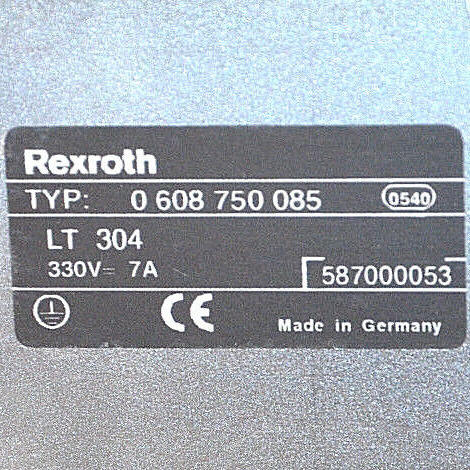 Rexroth
TYP: 0 608 750 085 0540
LT 304
330V= 7A 587000053
CE Made in Germany